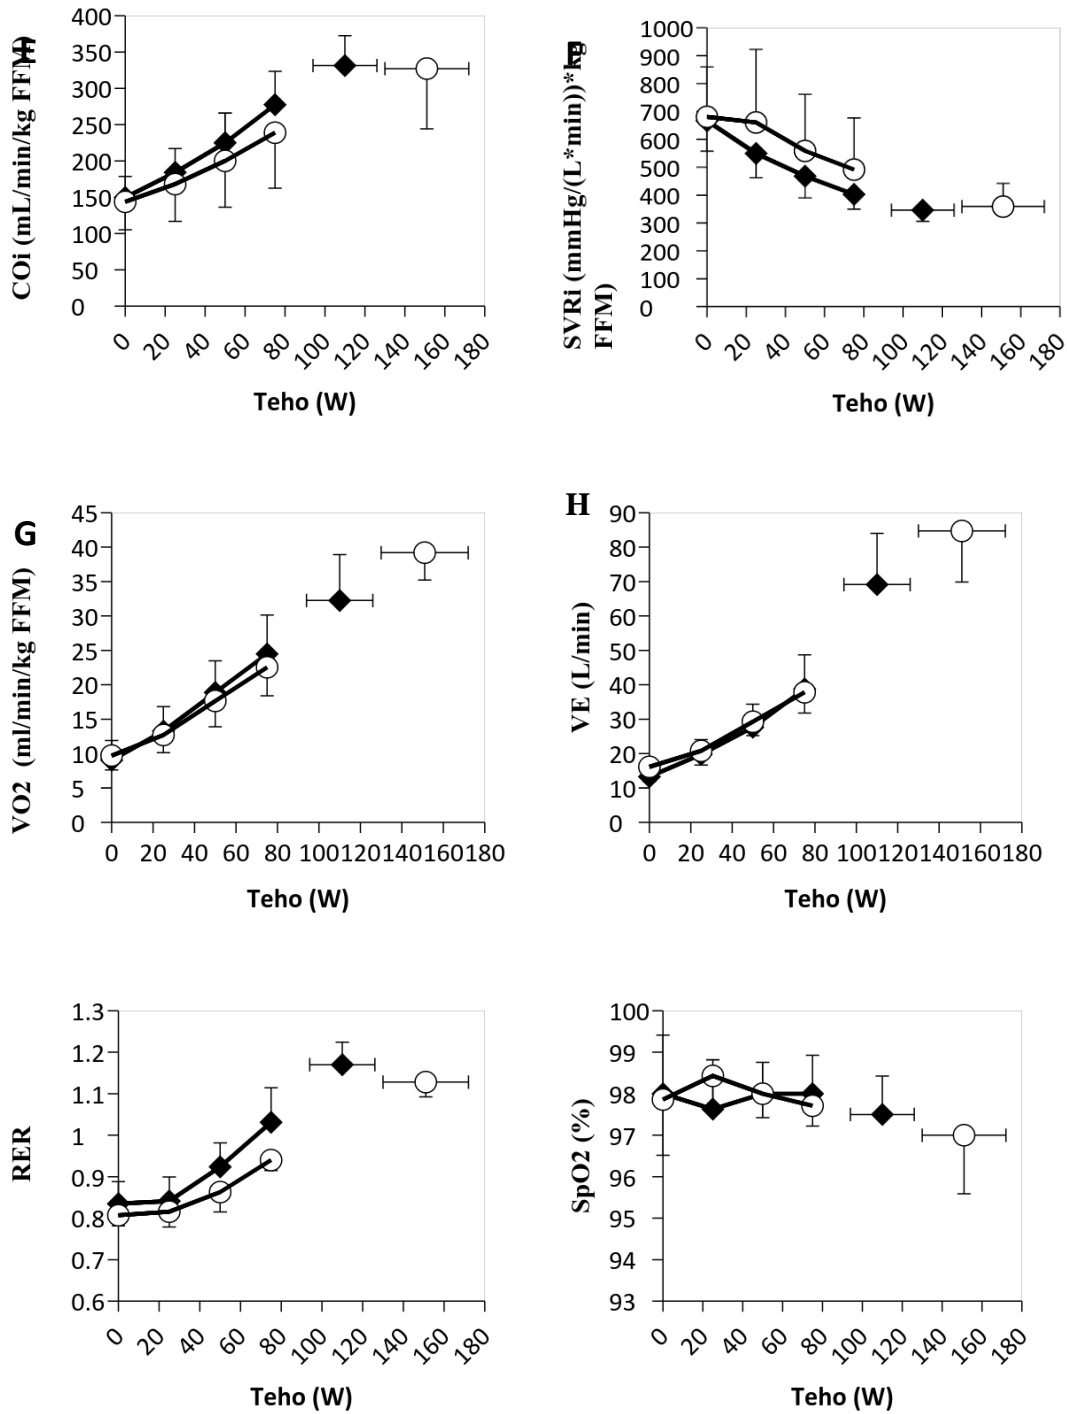 E
COi (mL/min/kg FFM)
400
350
300
250
200
150
100
50
0
0 20 40 60 80 100 120 140 160 180
Teho (W)
F
SVRi (mmHg/(L*min))*kg
FFM)
1000
900
800
700
600
500
400
300
200
100
0
0 20 40 60 80 100 120 140 160 180
Teho (W)
G
VO2 (ml/min/kg FFM)
45
40
35
30
25
20
15
10
5
0
0 20 40 60 80 100 120 140 160 180
Teho (W)
H
VE (L/min)
90
80
70
60
50
40
30
20
10
0
0 20 40 60 80 100 120 140 160 180
Teho (W)
RER
1.3
1.2
1.1
1
0.9
0.8
0.7
0.6
0 20 40 60 80 100 120 140 160 180
Teho (W)
SpO2 (%)
100
99
98
97
96
95
94
93
0 20 40 60 80 100 120 140 160 180
Teho (W)